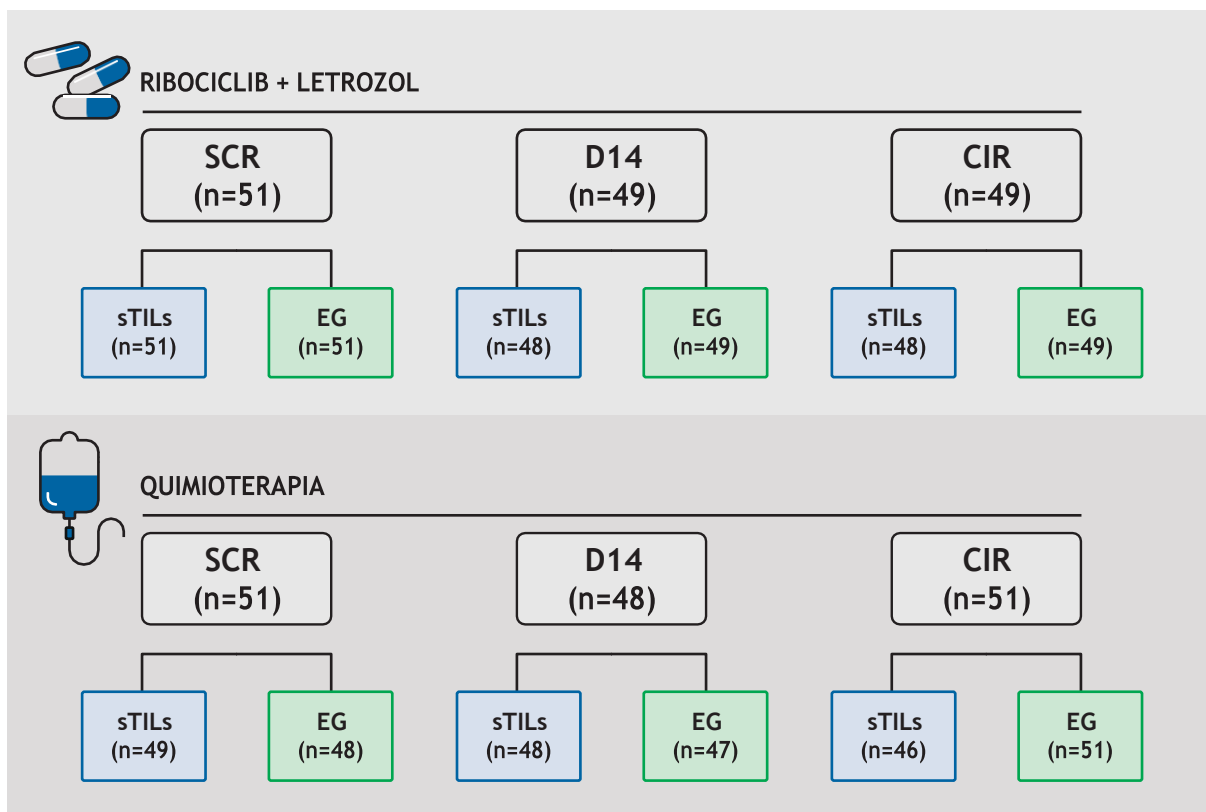 RIBOCICLIB + LETROZOL
SCR
(n=51)
D14
(n=49)
CIR
(n=49)
sTILs
(n=51)
EG
(n=51)
sTILs
(n=48)
EG
(n=49)
sTILs
(n=48)
EG
(n=49)
QUIMIOTERAPIA
SCR
(n=51)
D14
(n=48)
CIR
(n=51)
sTILs
(n=49)
EG
(n=48)
sTILs
(n=48)
EG
(n=47)
sTILs
(n=46)
EG
(n=51)